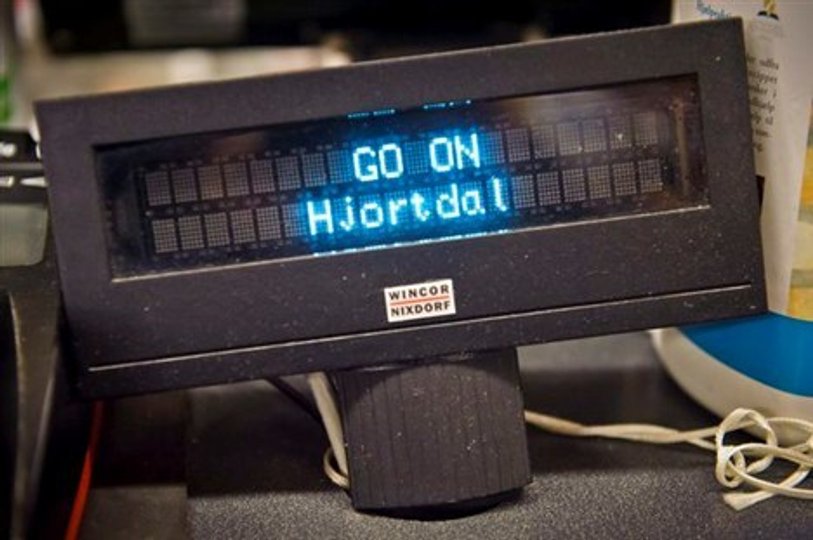 GO ON
Hjortdal
WINCOR
NIXDORF